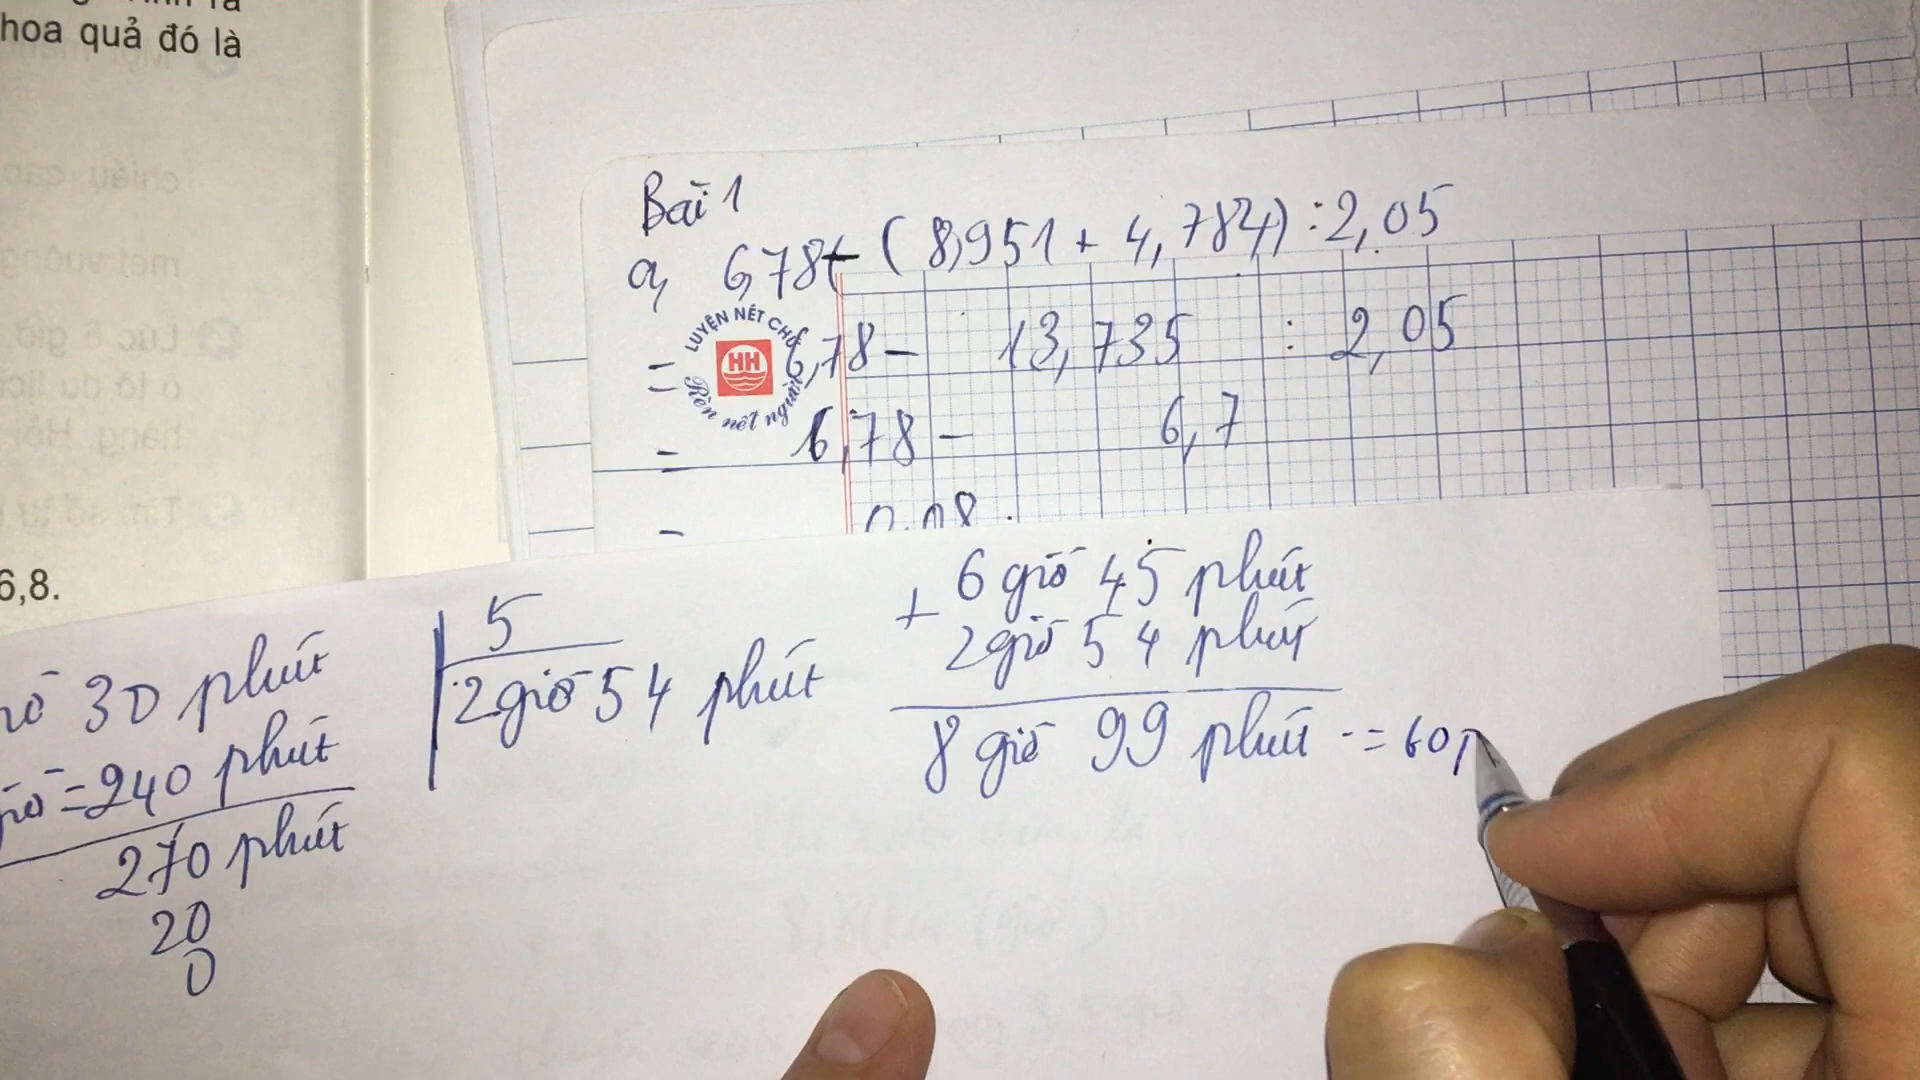 hoa quả đó là
6,8.
Bài 1
a, 6,78 - (8,951 + 4,784) : 2,05
= 6,78 - 13,735 : 2,05
= 6,78 - 6,7
= 0,08
LUYỆN NÉT CHỮ
HH
Rèn nết người
30 phút
5
= 240 phút
2 giờ 54 phút
270 phút
20
0
+ 6 giờ 45 phút
2 giờ 54 phút
8 giờ 99 phút = 60p